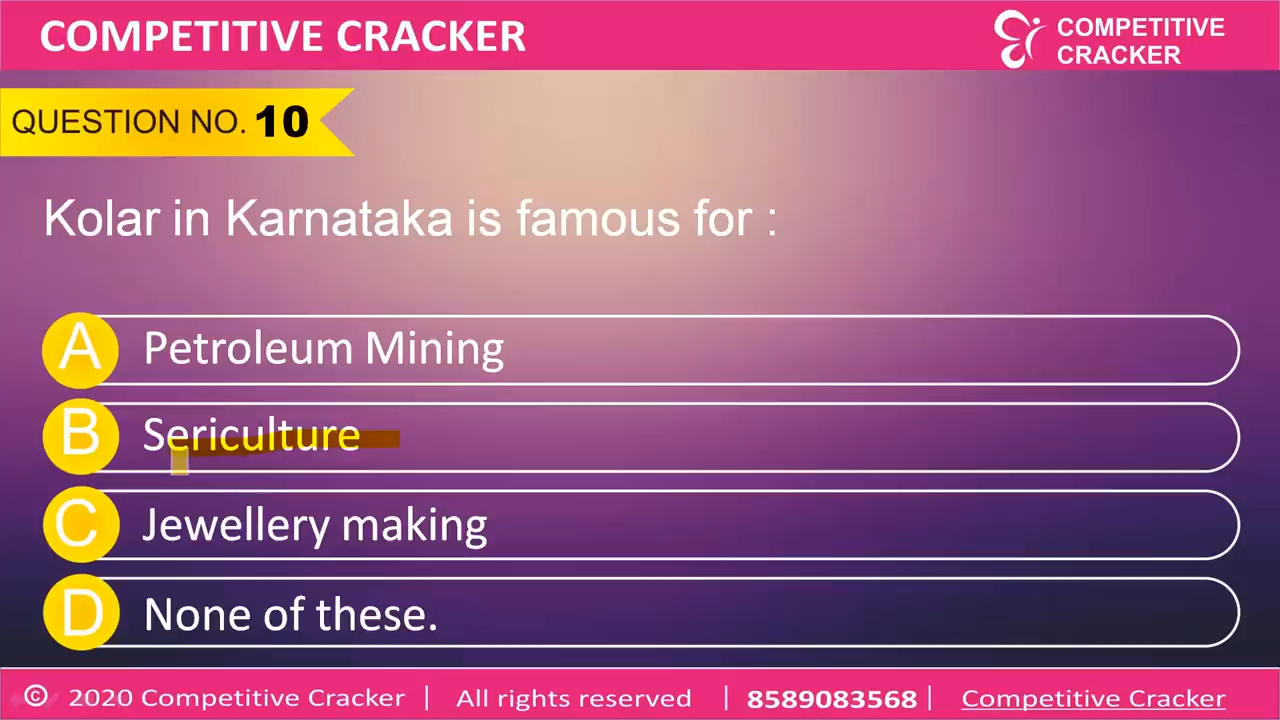 COMPETITIVE CRACKER
COMPETITIVE
CRACKER
QUESTION NO. 10
Kolar in Karnataka is famous for :
A Petroleum Mining
B Sericulture
C Jewellery making
D None of these.
© 2020 Competitive Cracker | All rights reserved | 8589083568 | Competitive Cracker